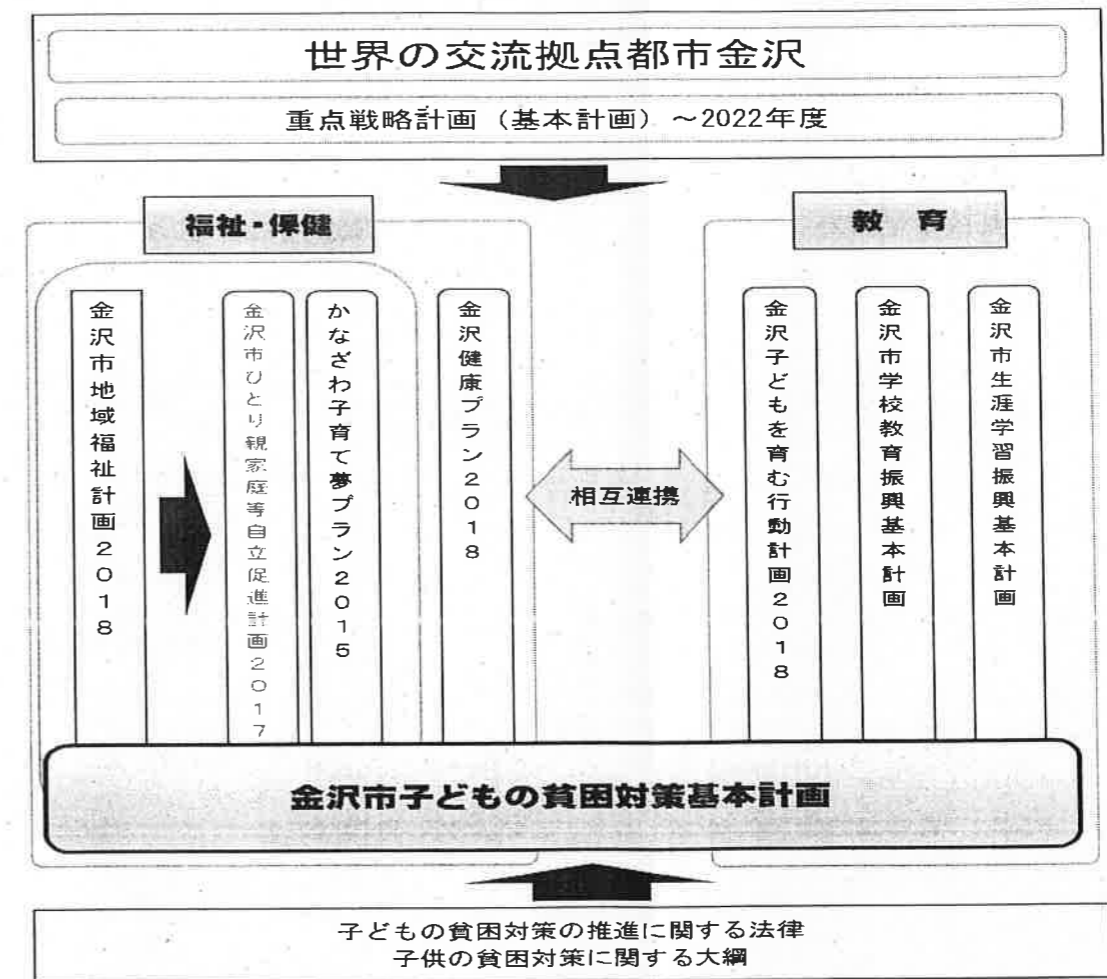 世界の交流拠点都市金沢
重点戦略計画（基本計画）～2022年度
福祉・保健
教　育
金沢市地域福祉計画2018
金沢市ひとり親家庭等自立促進計画2017
かなざわ子育て夢プラン2015
金沢健康プラン2018
相互連携
金沢子どもを育む行動計画2018
金沢市学校教育振興基本計画
金沢市生涯学習振興基本計画
金沢市子どもの貧困対策基本計画
子どもの貧困対策の推進に関する法律
子供の貧困対策に関する大綱